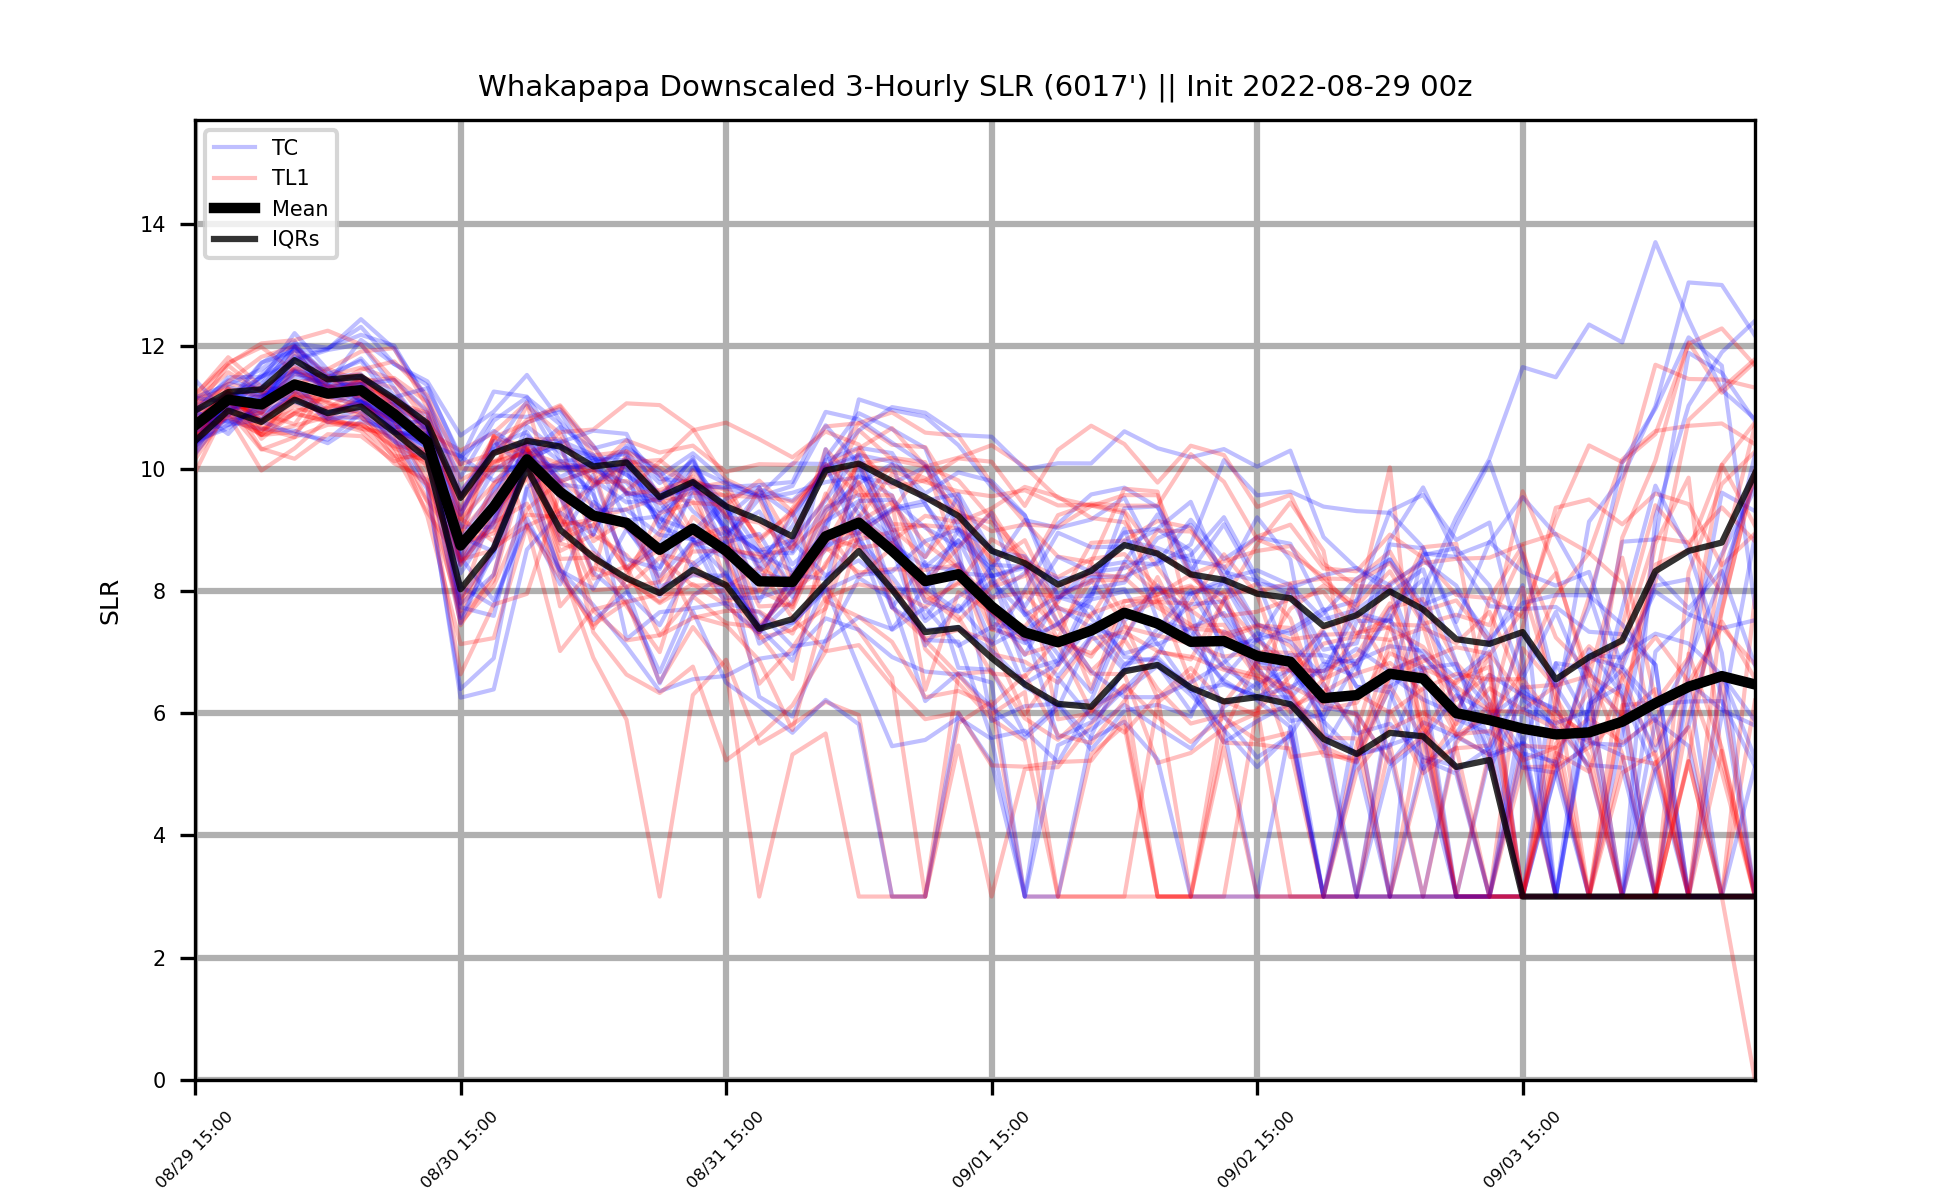 Whakapapa Downscaled 3-Hourly SLR (6017') || Init 2022-08-29 00z
TC
TL1
Mean
IQRs
14
12
10
8
6
4
2
0
SLR
08/29 15:00
08/30 15:00
08/31 15:00
09/01 15:00
09/02 15:00
09/03 15:00